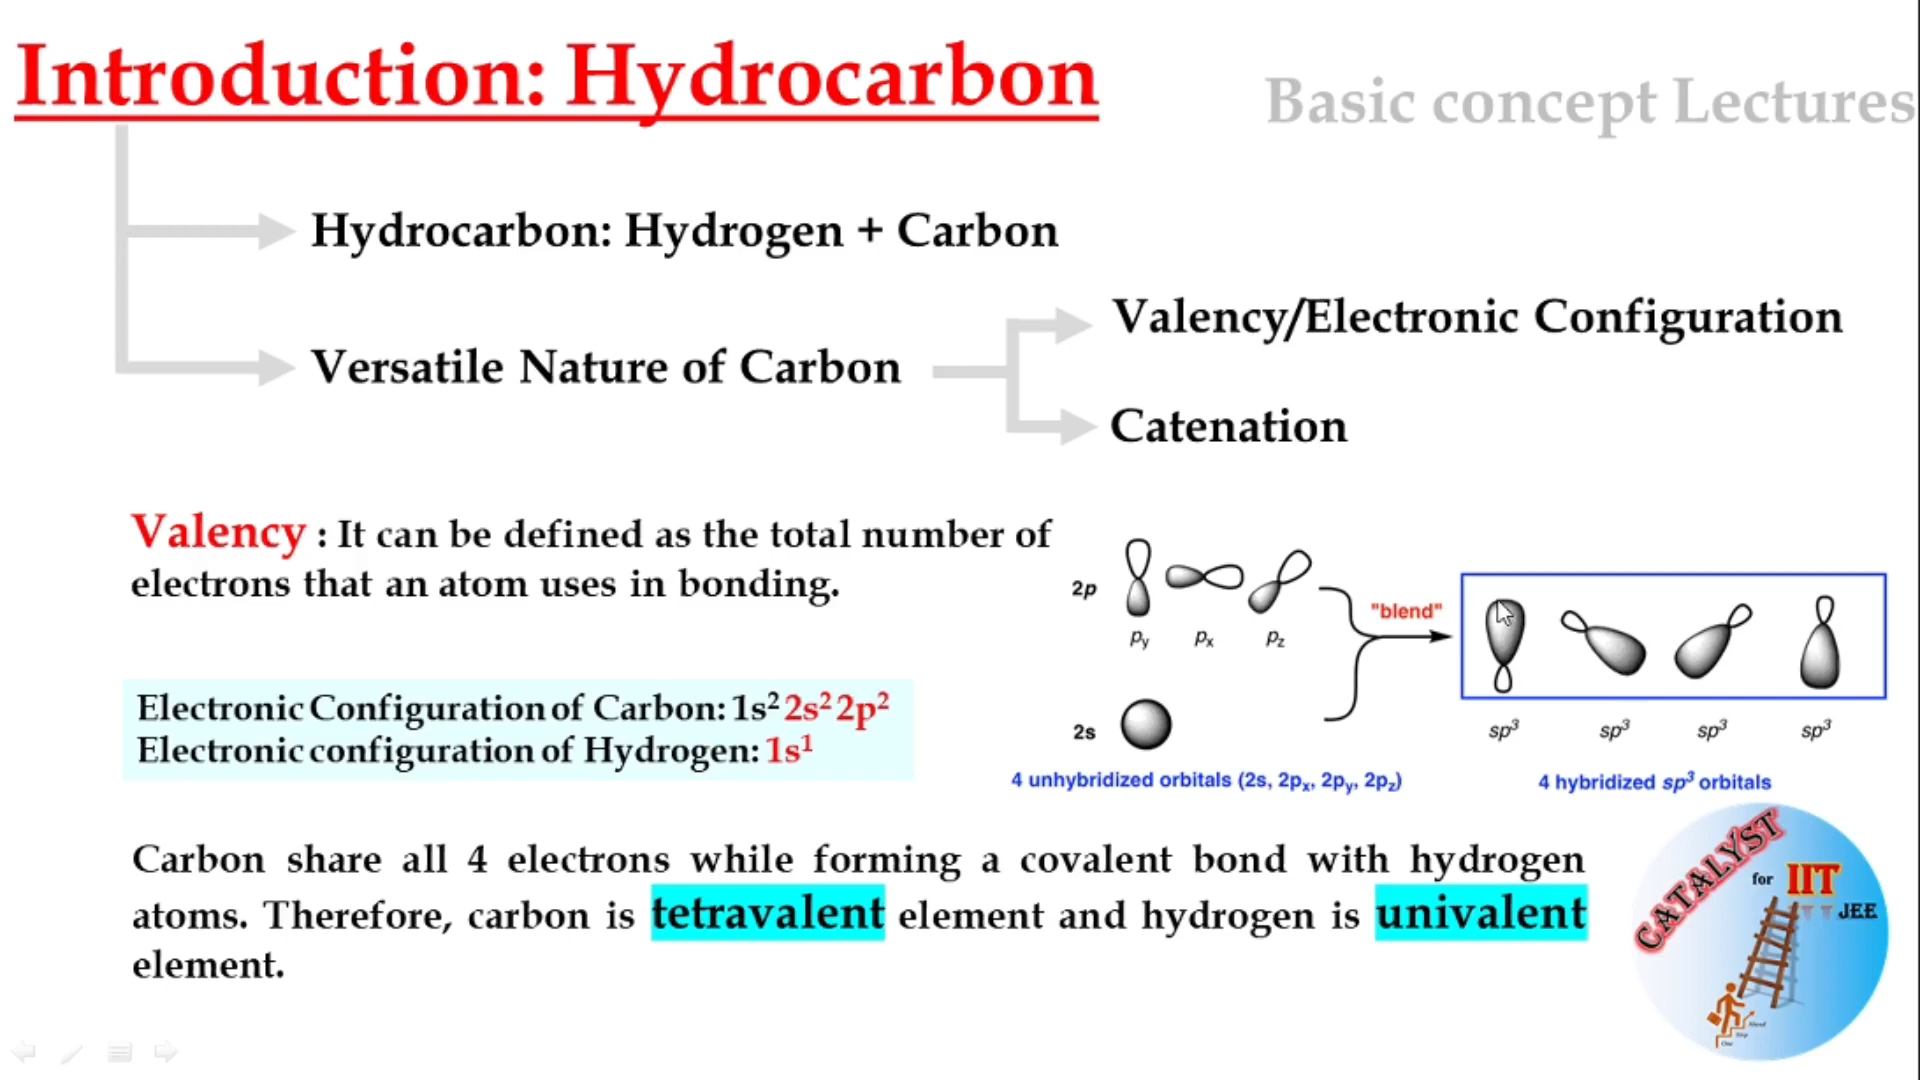 Introduction: Hydrocarbon
Basic concept Lectures
Hydrocarbon: Hydrogen + Carbon
Versatile Nature of Carbon
Valency/Electronic Configuration
Catenation
Valency : It can be defined as the total number of
electrons that an atom uses in bonding.
Electronic Configuration of Carbon: 1s² 2s² 2p²
Electronic configuration of Hydrogen: 1s¹
2p
py px pz
"blend"
2s
sp³ sp³ sp³ sp³
4 unhybridized orbitals (2s, 2px, 2py, 2pz)
4 hybridized sp³ orbitals
Carbon share all 4 electrons while forming a covalent bond with hydrogen
atoms. Therefore, carbon is tetravalent element and hydrogen is univalent
element.
CATALYST
for IIT
JEE
One
Step
Ahead